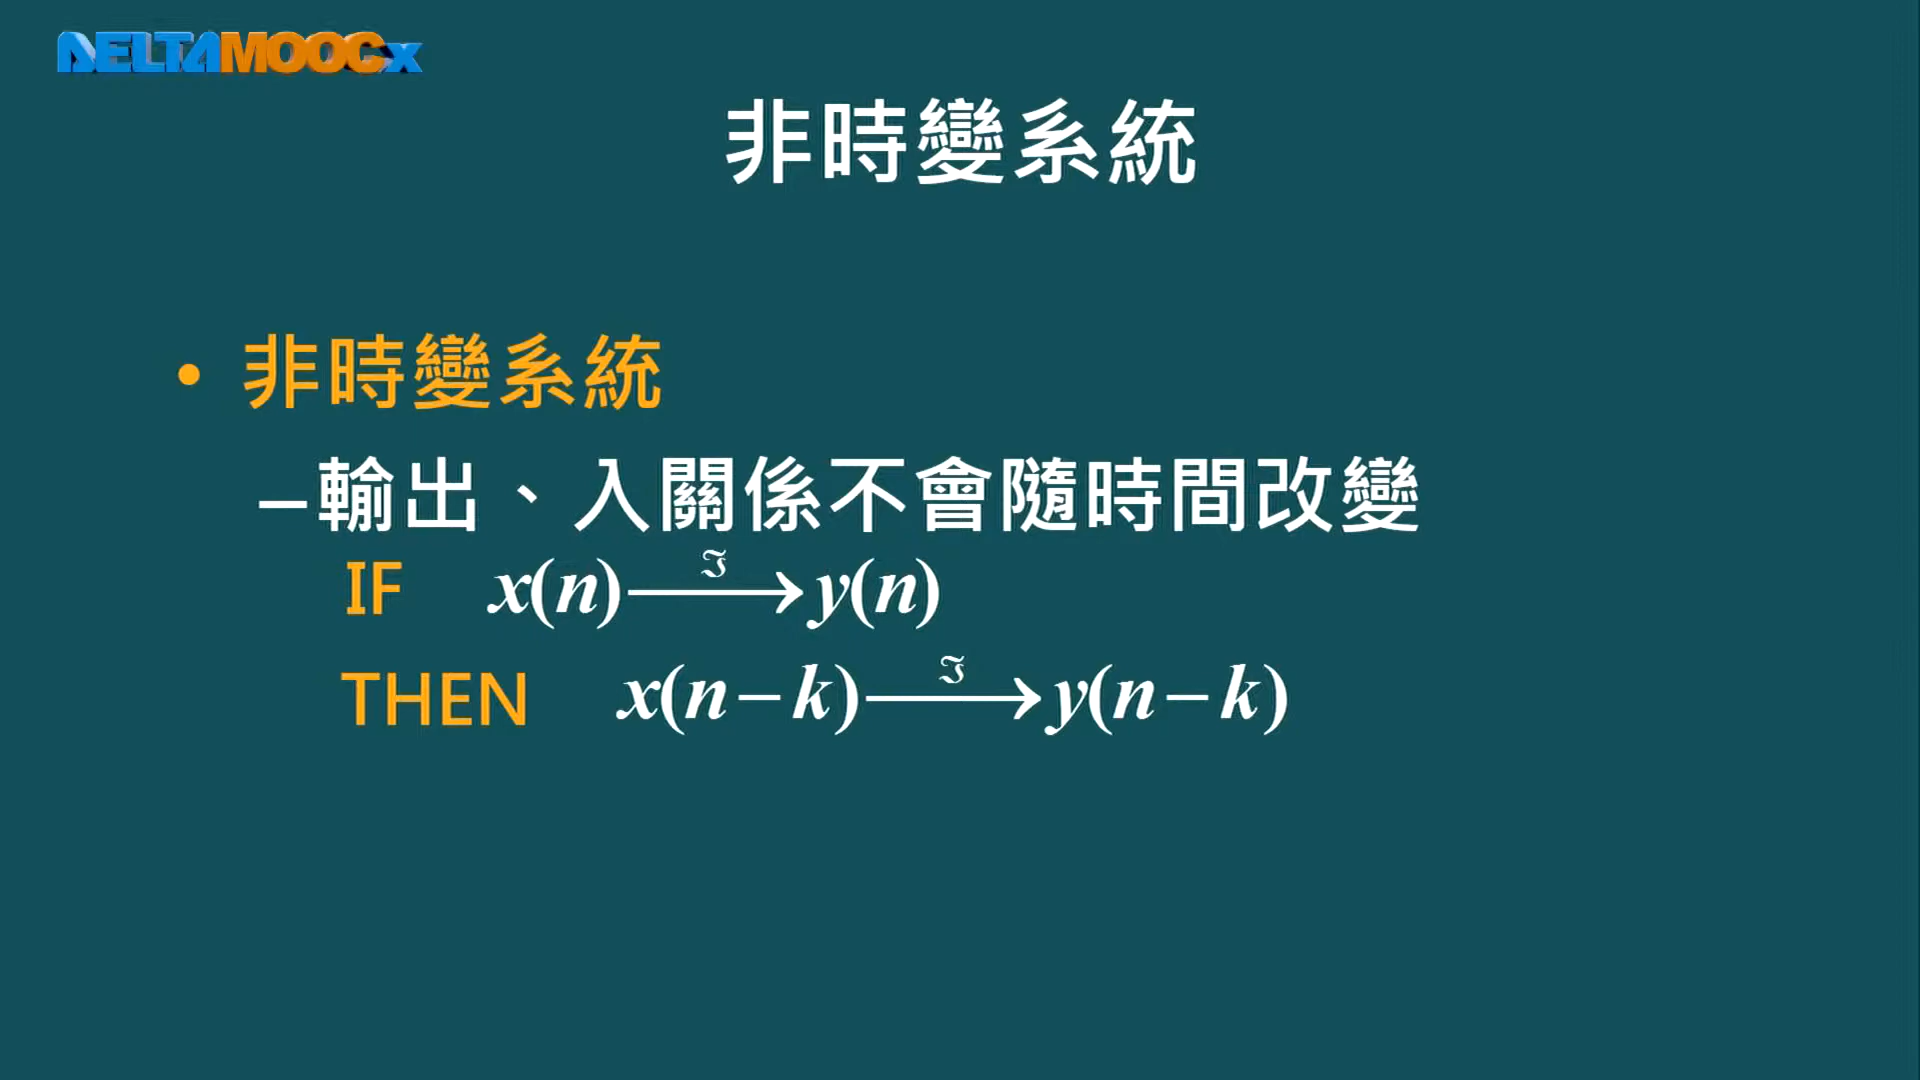 DELTAMOOCx
非時變系統
• 非時變系統
–輸出、入關係不會隨時間改變
IF x(n) ℑ→ y(n)
THEN x(n−k) ℑ→ y(n−k)